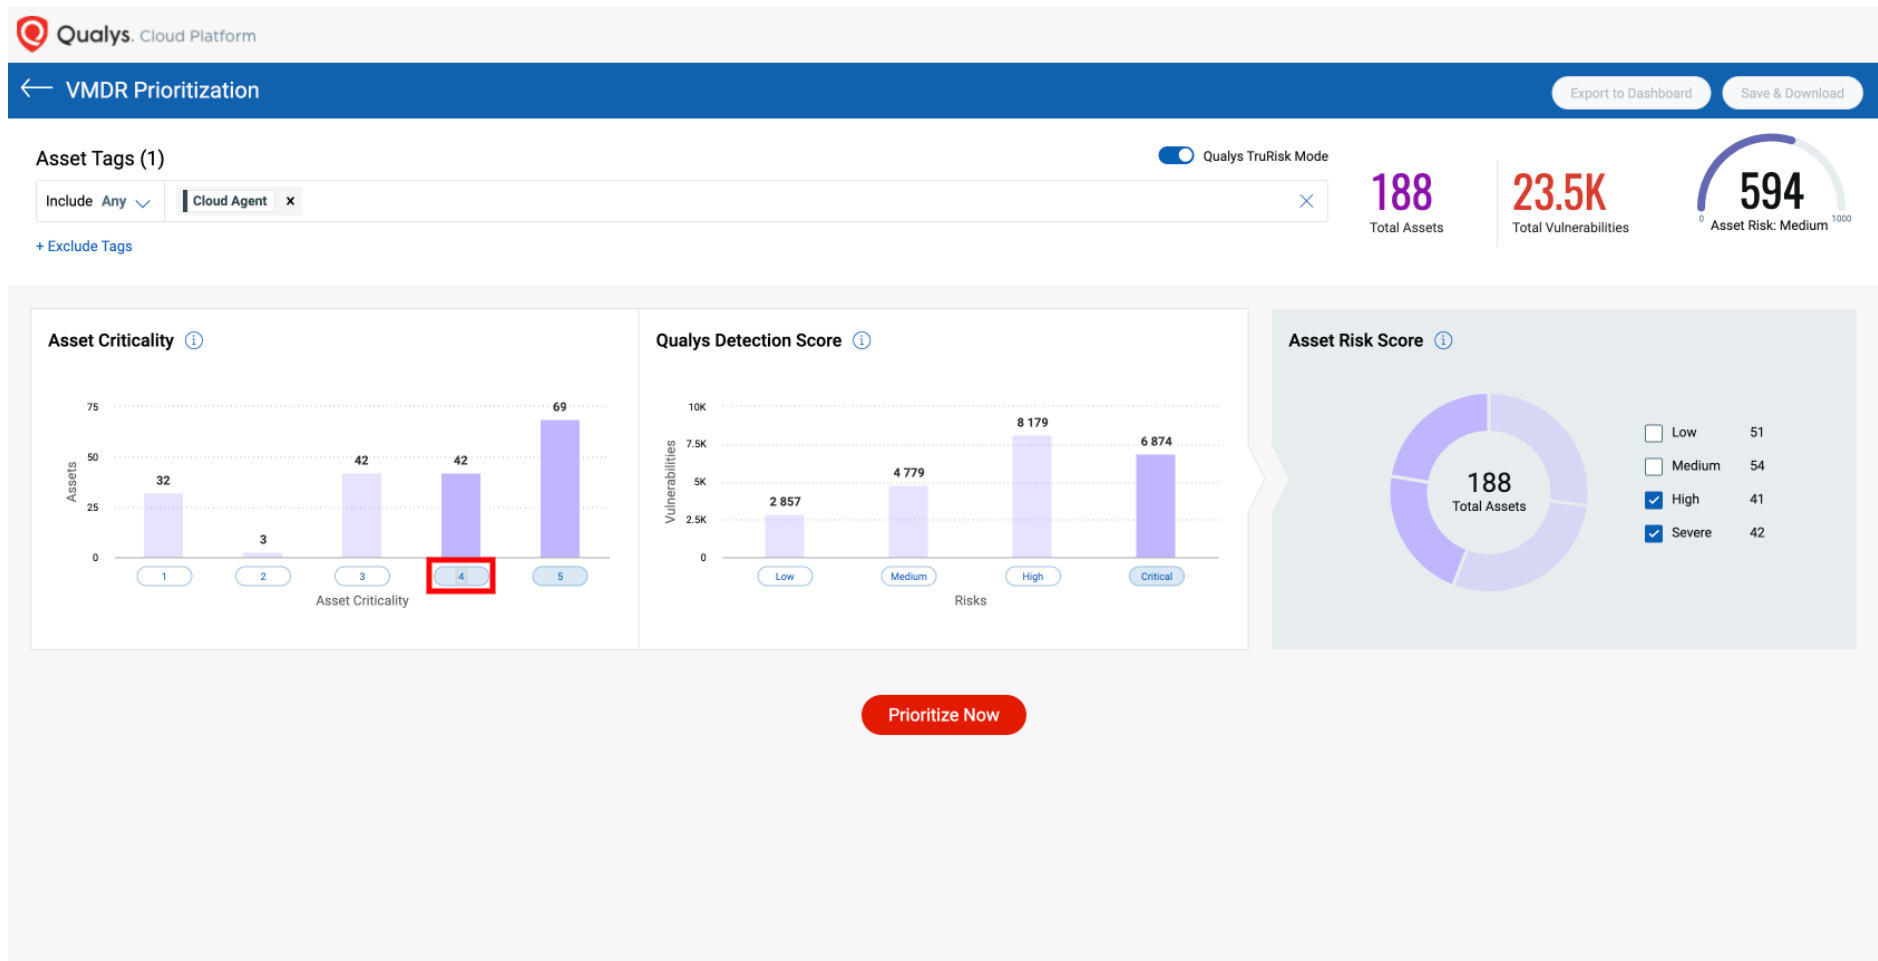 Qualys. Cloud Platform
VMDR Prioritization
Export to Dashboard
Save & Download
Asset Tags (1)
Qualys TruRisk Mode
Include Any
Cloud Agent ×
+ Exclude Tags
188
Total Assets
23.5K
Total Vulnerabilities
594
0 Asset Risk: Medium 1000
Asset Criticality
75
50
25
0
Assets
32
3
42
42
69
1
2
3
4
5
Asset Criticality
Qualys Detection Score
10K
7.5K
5K
2.5K
0
Vulnerabilities
2 857
4 779
8 179
6 874
Low
Medium
High
Critical
Risks
Asset Risk Score
188
Total Assets
Low 51
Medium 54
High 41
Severe 42
Prioritize Now